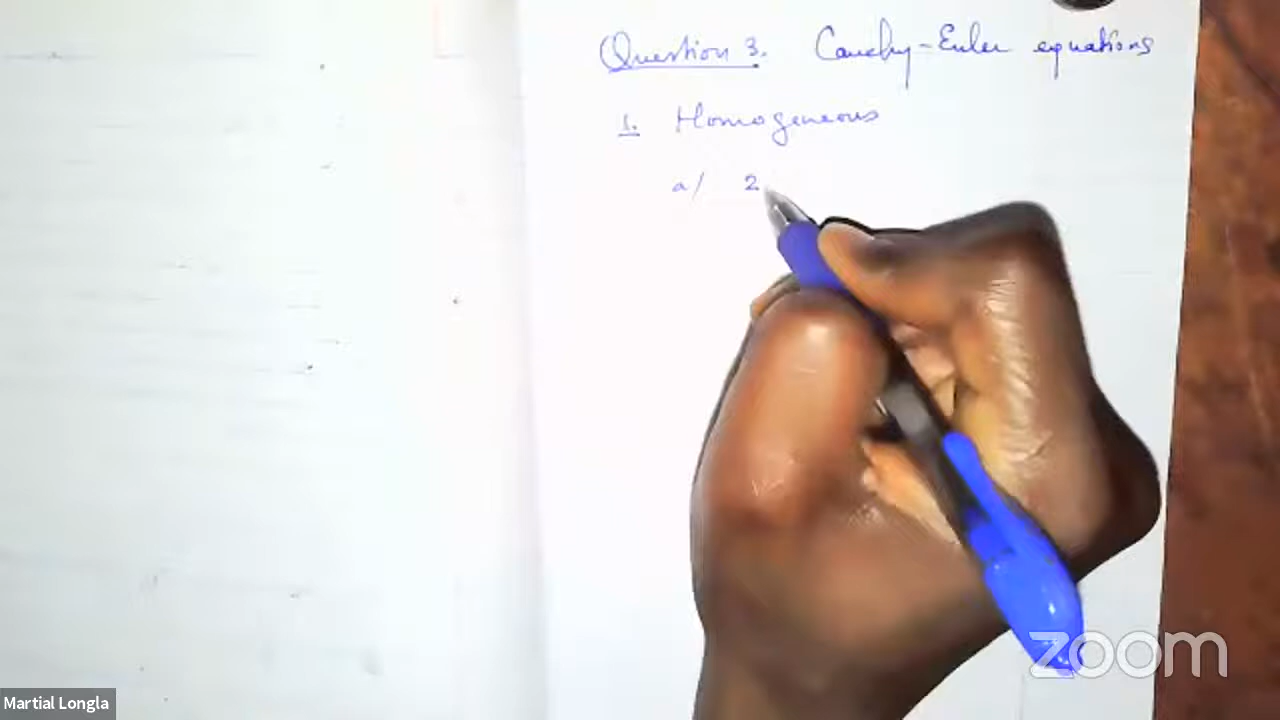 Question 3. Cauchy-Euler equations
1. Homogeneous
a/ 2
zoom
Martial Longla